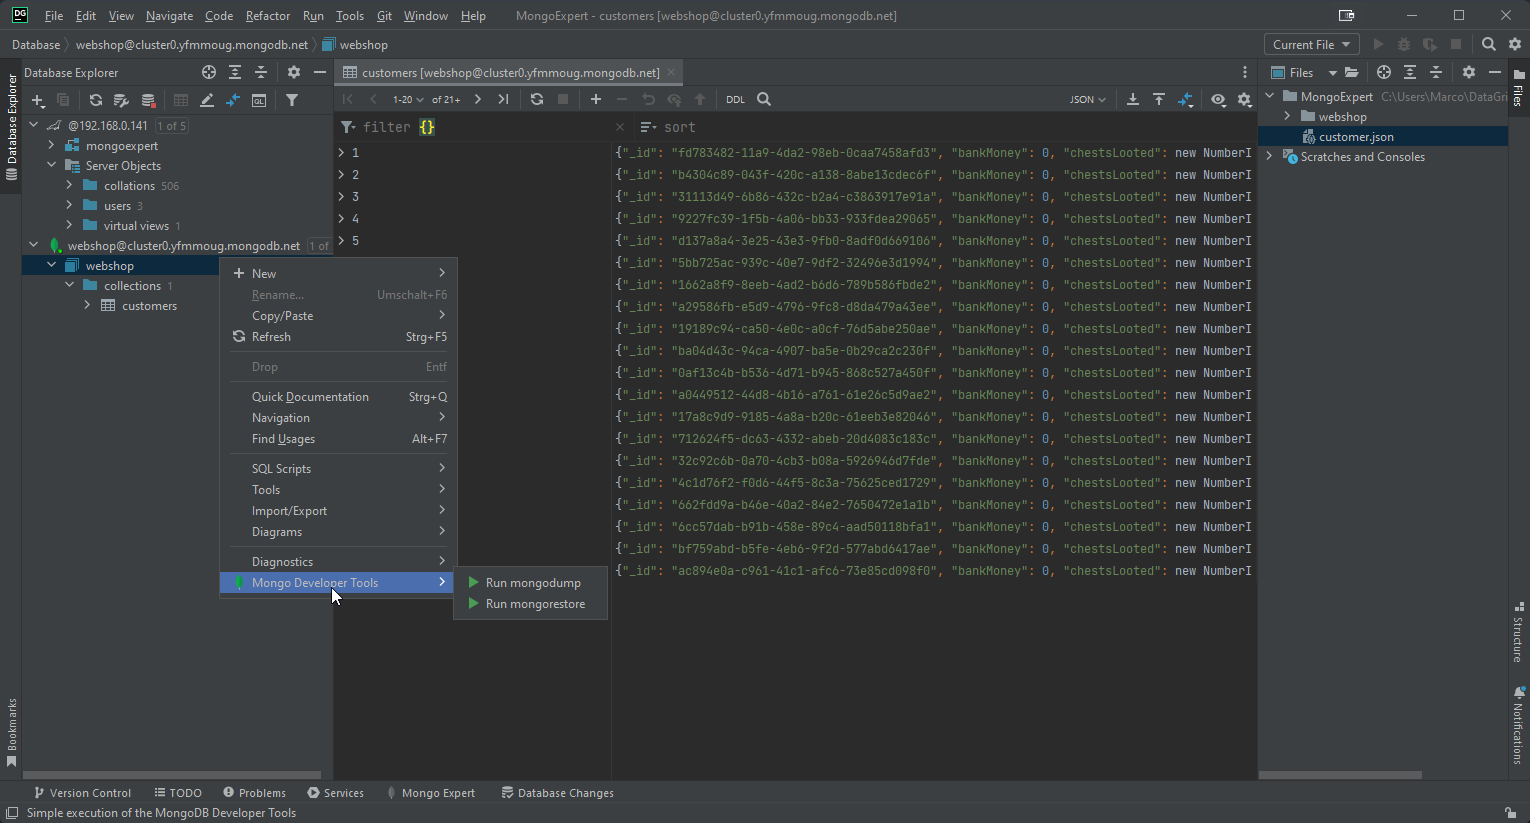 DG File Edit View Navigate Code Refactor Run Tools Git Window Help MongoExpert - customers [webshop@cluster0.yfmmoug.mongodb.net]
Database webshop@cluster0.yfmmoug.mongodb.net webshop Current File
Database Explorer
Database Explorer
QL
@192.168.0.141 1 of 5
mongoexpert
Server Objects
collations 506
users 3
virtual views 1
webshop@cluster0.yfmmoug.mongodb.net 1 of
webshop
collections 1
customers
New
Rename... Umschalt+F6
Copy/Paste
Refresh Strg+F5
Drop Entf
Quick Documentation Strg+Q
Navigation
Find Usages Alt+F7
SQL Scripts
Tools
Import/Export
Diagrams
Diagnostics
Mongo Developer Tools
Run mongodump
Run mongorestore
customers [webshop@cluster0.yfmmoug.mongodb.net]
1-20 of 21+ DDL JSON
filter {} sort
1 {"_id": "fd783482-11a9-4da2-98eb-0caa7458afd3", "bankMoney": 0, "chestsLooted": new NumberI
2 {"_id": "b4304c89-043f-420c-a138-8abe13cdec6f", "bankMoney": 0, "chestsLooted": new NumberI
3 {"_id": "31113d49-6b86-432c-b2a4-c3863917e91a", "bankMoney": 0, "chestsLooted": new NumberI
4 {"_id": "9227fc39-1f5b-4a06-bb33-933fdea29065", "bankMoney": 0, "chestsLooted": new NumberI
5 {"_id": "d137a8a4-3e25-43e3-9fb0-8adf0d669106", "bankMoney": 0, "chestsLooted": new NumberI
{"_id": "5bb725ac-939c-40e7-9df2-32496e3d1994", "bankMoney": 0, "chestsLooted": new NumberI
{"_id": "1662a8f9-8eeb-4ad2-b6d6-789b586fbde2", "bankMoney": 0, "chestsLooted": new NumberI
{"_id": "a29586fb-e5d9-4796-9fc8-d8da479a43ee", "bankMoney": 0, "chestsLooted": new NumberI
{"_id": "19189c94-ca50-4e0c-a0cf-76d5abe250ae", "bankMoney": 0, "chestsLooted": new NumberI
{"_id": "ba04d43c-94ca-4907-ba5e-0b29ca2c230f", "bankMoney": 0, "chestsLooted": new NumberI
{"_id": "0af13c4b-b536-4d71-b945-868c527a450f", "bankMoney": 0, "chestsLooted": new NumberI
{"_id": "a0449512-44d8-4b16-a761-61e26c5d9ae2", "bankMoney": 0, "chestsLooted": new NumberI
{"_id": "17a8c9d9-9185-4a8a-b20c-61eeb3e82046", "bankMoney": 0, "chestsLooted": new NumberI
{"_id": "712624f5-dc63-4332-abeb-20d4083c183c", "bankMoney": 0, "chestsLooted": new NumberI
{"_id": "32c92c6b-0a70-4cb3-b08a-5926946d7fde", "bankMoney": 0, "chestsLooted": new NumberI
{"_id": "4c1d76f2-f0d6-44f5-8c3a-75625ced1729", "bankMoney": 0, "chestsLooted": new NumberI
{"_id": "662fdd9a-b46e-40a2-84e2-7650472e1a1b", "bankMoney": 0, "chestsLooted": new NumberI
{"_id": "6cc57dab-b91b-458e-89c4-aad50118bfa1", "bankMoney": 0, "chestsLooted": new NumberI
{"_id": "bf759abd-b5fe-4eb6-9f2d-577abd6417ae", "bankMoney": 0, "chestsLooted": new NumberI
{"_id": "ac894e0a-c961-41c1-afc6-73e85cd098f0", "bankMoney": 0, "chestsLooted": new NumberI
Files
MongoExpert C:\Users\Marco\DataGri
webshop
customer.json
Scratches and Consoles
Files
Structure
Notifications
Bookmarks
Version Control TODO Problems Services Mongo Expert Database Changes
Simple execution of the MongoDB Developer Tools